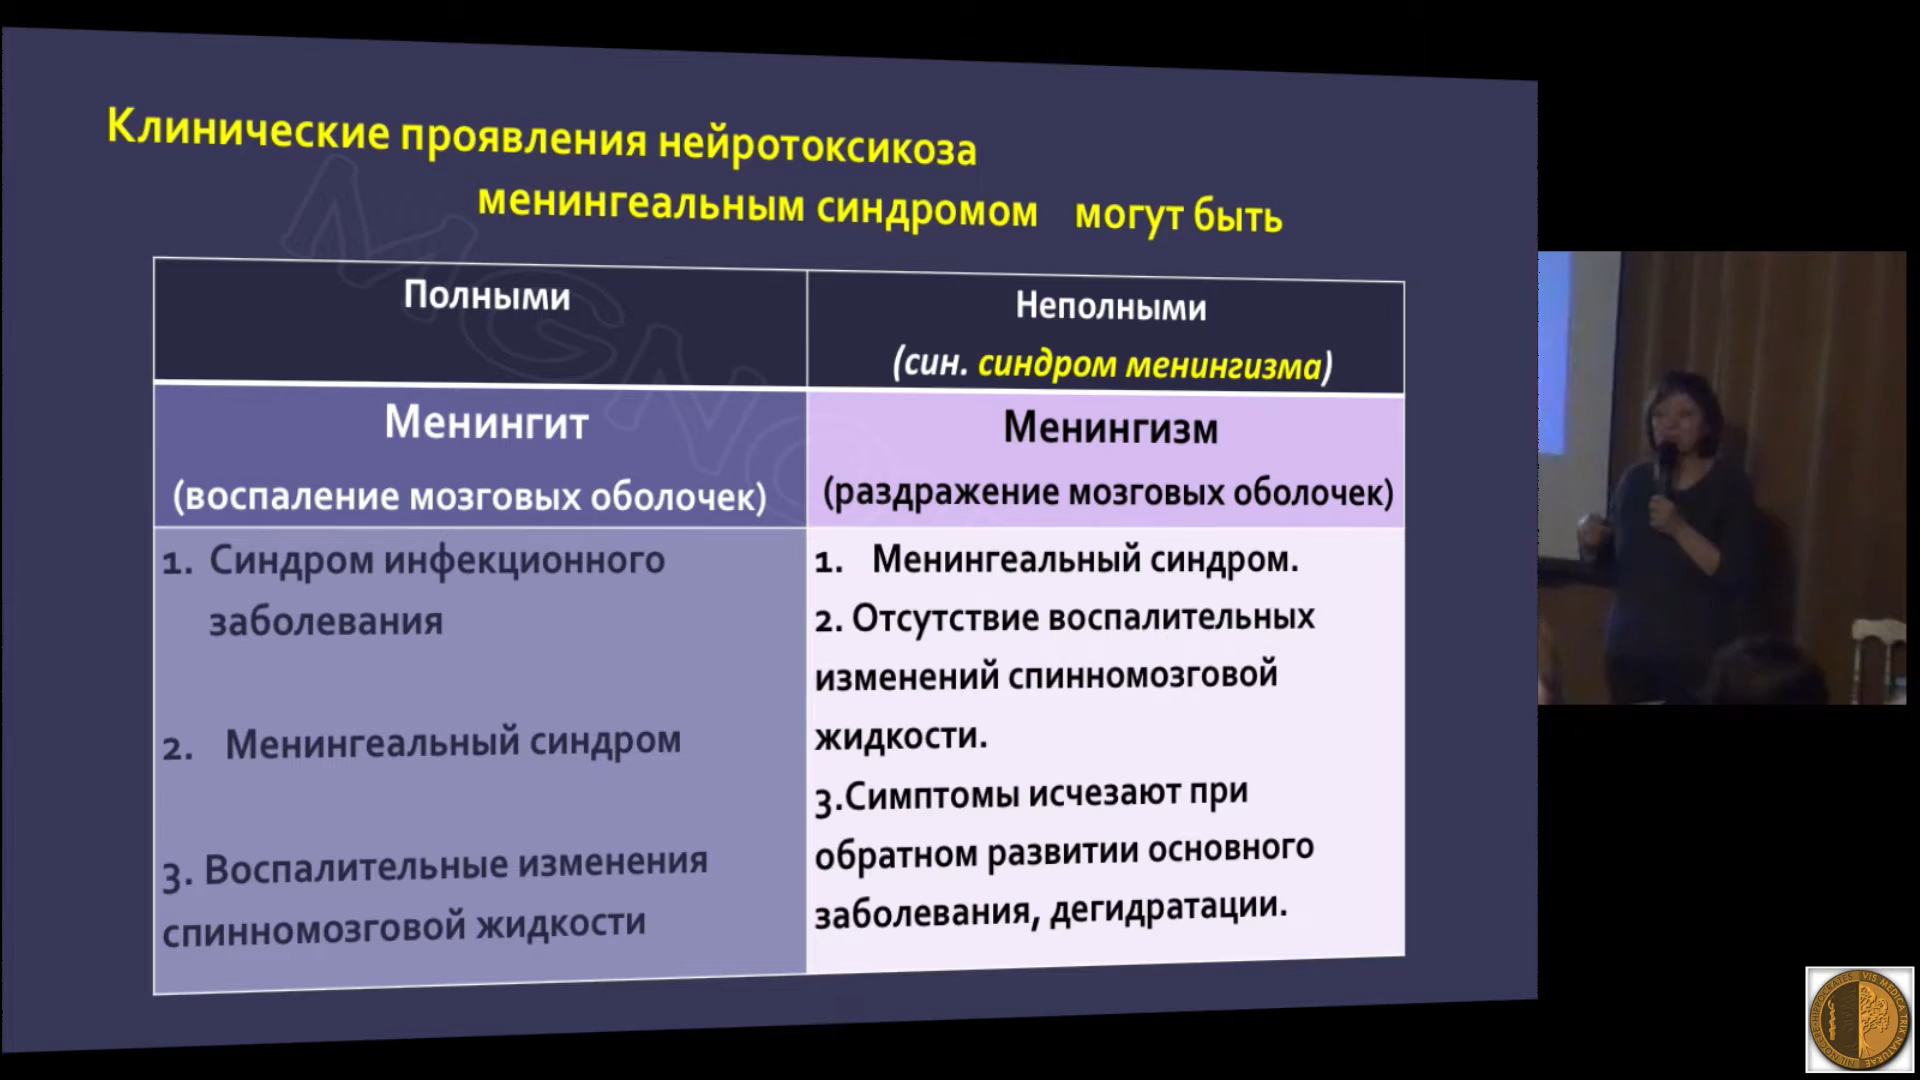 Клинические проявления нейротоксикоза
менингеальным синдромом могут быть
Полными
Неполными
(син. синдром менингизма)
Менингит
(воспаление мозговых оболочек)
Менингизм
(раздражение мозговых оболочек)
1. Синдром инфекционного
заболевания
2. Менингеальный синдром
3. Воспалительные изменения
спинномозговой жидкости
1. Менингеальный синдром.
2. Отсутствие воспалительных
изменений спинномозговой
жидкости.
3.Симптомы исчезают при
обратном развитии основного
заболевания, дегидратации.